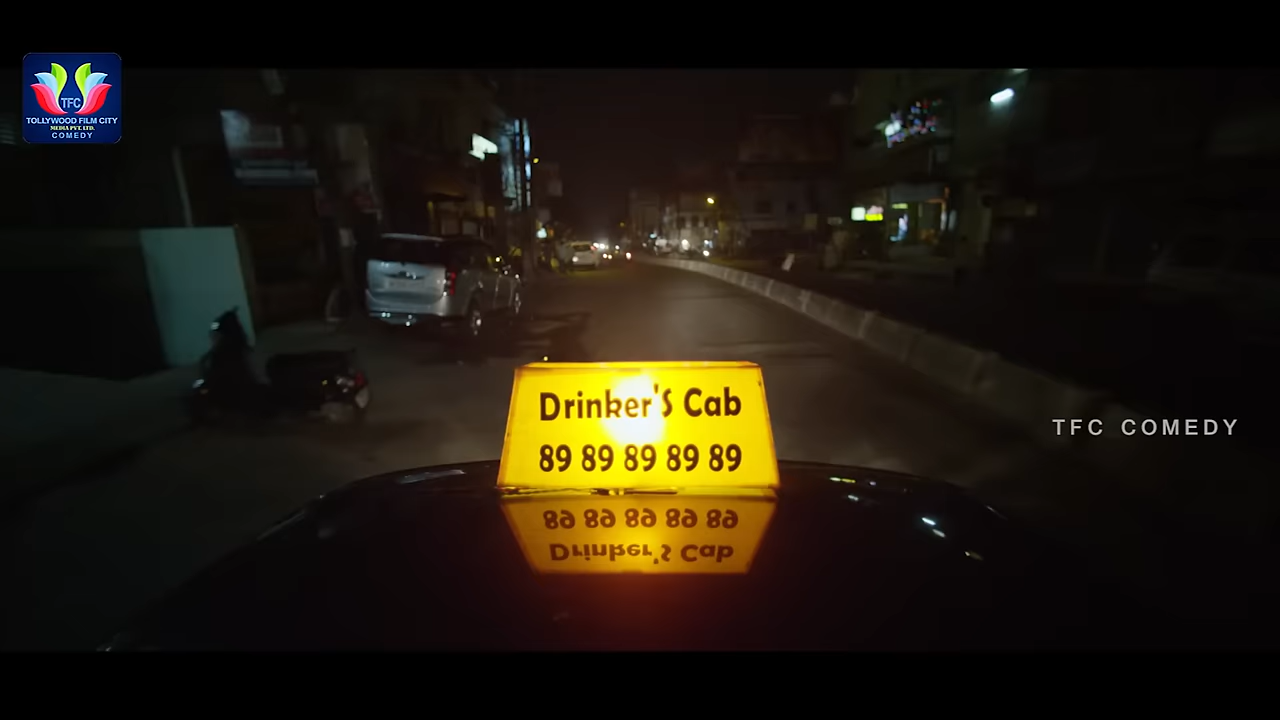 TFC
TOLLYWOOD FILM CITY
MEDIA PVT. LTD.
COMEDY
Drinker's Cab
89 89 89 89 89
TFC COMEDY
89 89 89 89 89
Drinker's Cab